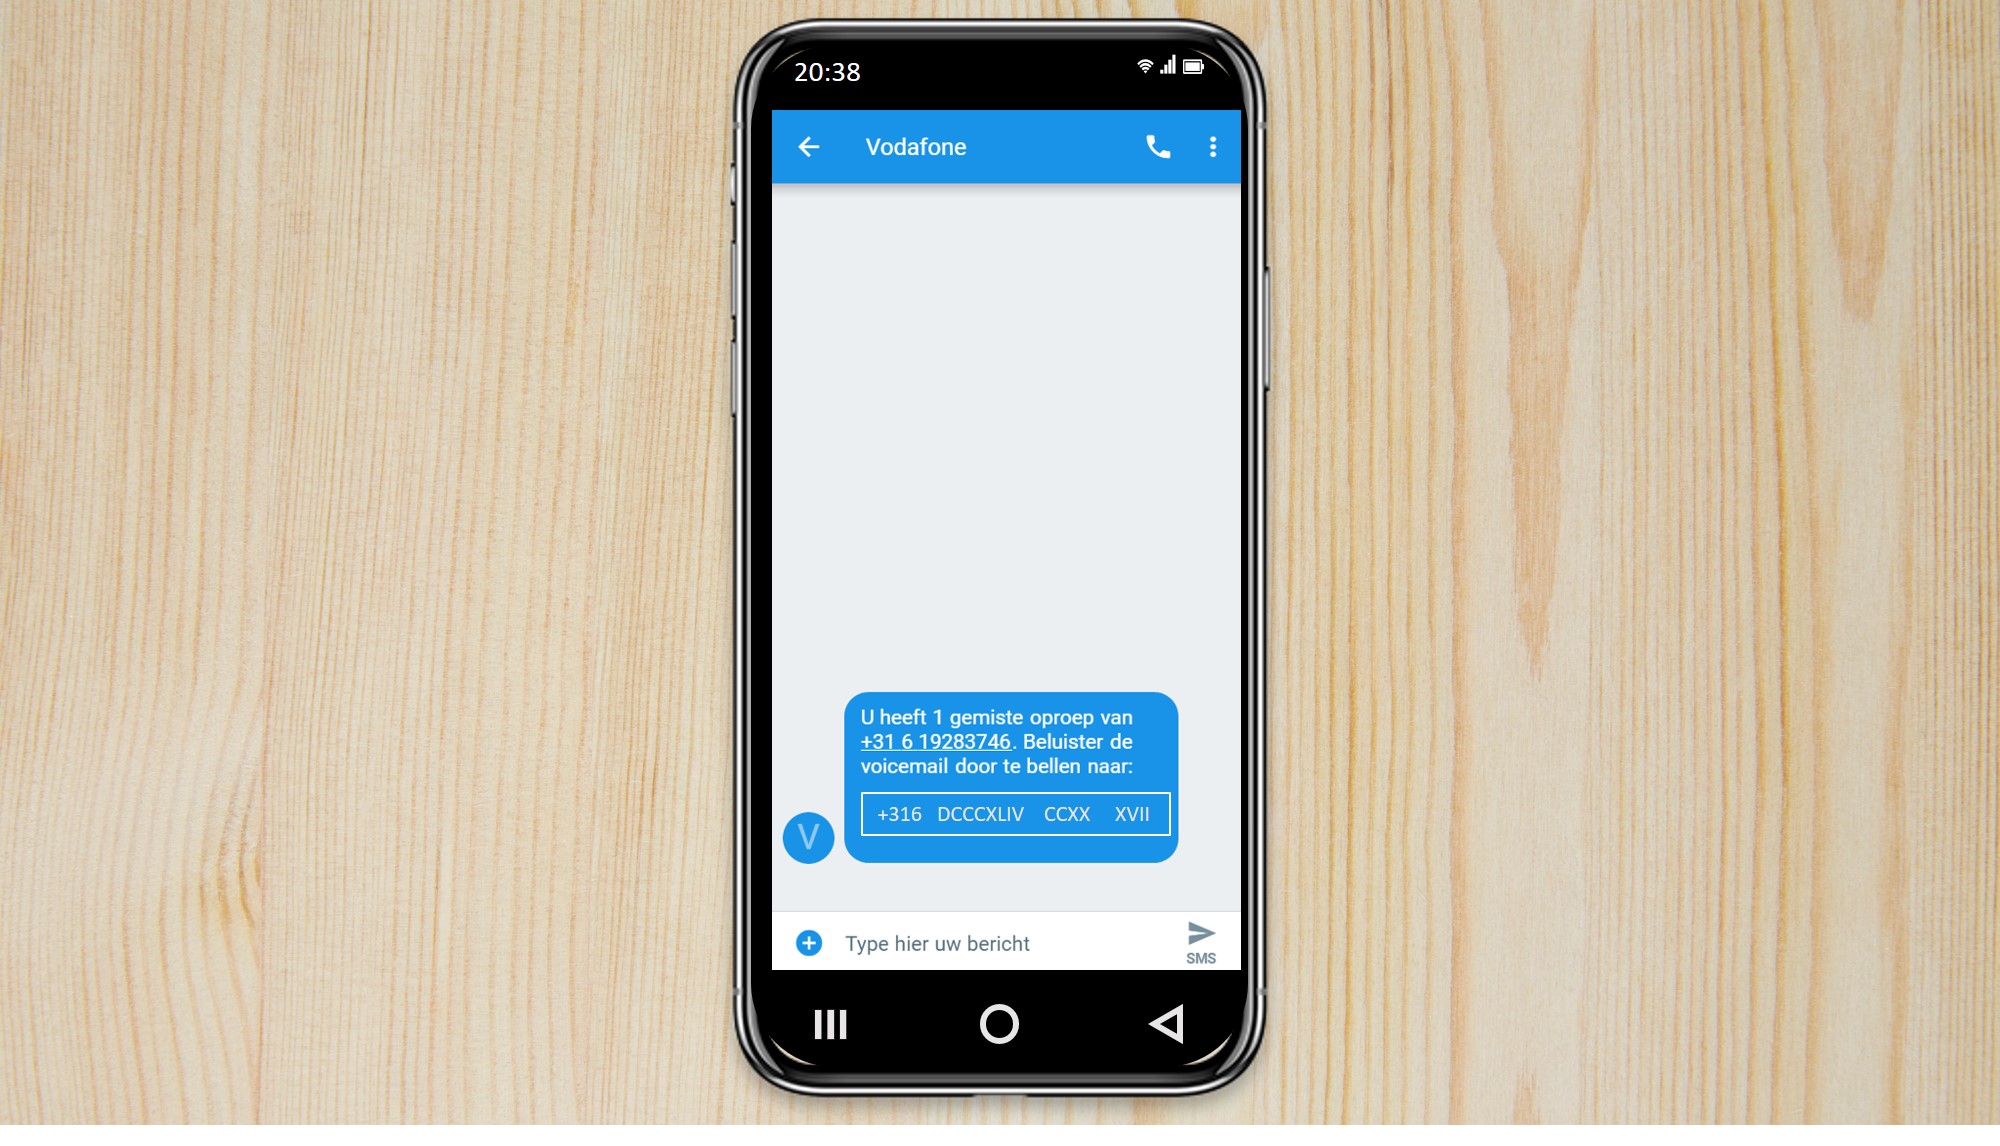 20:38
Vodafone
U heeft 1 gemiste oproep van
+31 6 19283746. Beluister de
voicemail door te bellen naar:
+316 DCCCXLIV CCXX XVII
V
Type hier uw bericht
SMS